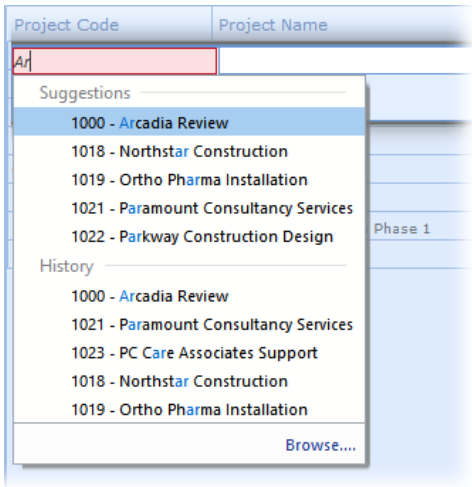 Project Code Project Name
Ar
Suggestions
1000 - Arcadia Review
1018 - Northstar Construction
1019 - Ortho Pharma Installation
1021 - Paramount Consultancy Services
1022 - Parkway Construction Design
Phase 1
History
1000 - Arcadia Review
1021 - Paramount Consultancy Services
1023 - PC Care Associates Support
1018 - Northstar Construction
1019 - Ortho Pharma Installation
Browse....